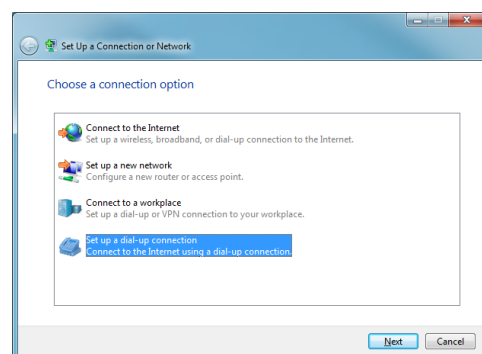 Set Up a Connection or Network
Choose a connection option
Connect to the Internet
Set up a wireless, broadband, or dial-up connection to the Internet.
Set up a new network
Configure a new router or access point.
Connect to a workplace
Set up a dial-up or VPN connection to your workplace.
Set up a dial-up connection
Connect to the Internet using a dial-up connection.
Next Cancel